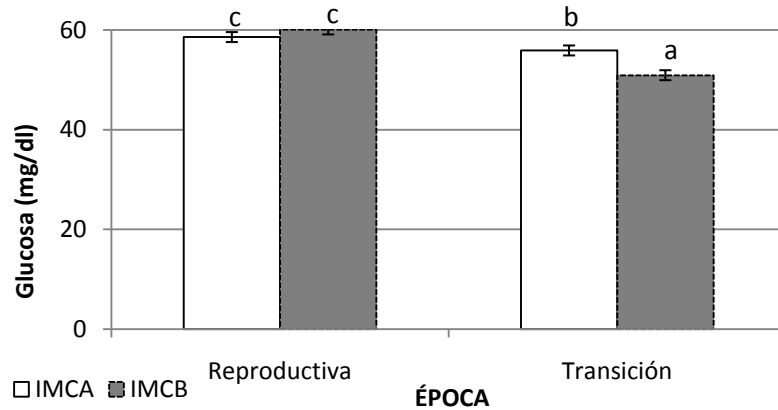 c c b a
60
40
20
0
Glucosa (mg/dl)
Reproductiva Transición
IMCA IMCB
ÉPOCA